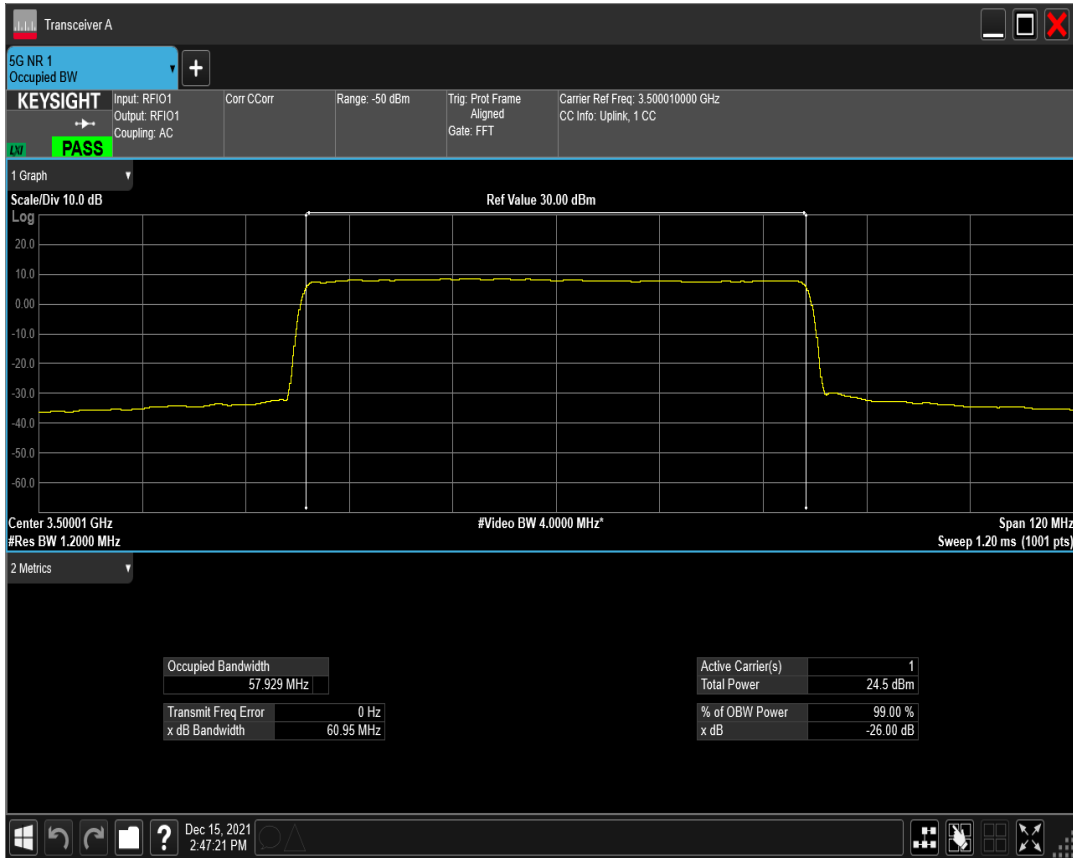 Transceiver A
5G NR 1
Occupied BW
KEYSIGHT
LXI
PASS
Input: RFIO1
Output: RFIO1
Coupling: AC
Corr CCorr
Range: -50 dBm
Trig: Prot Frame
Aligned
Gate: FFT
Carrier Ref Freq: 3.500010000 GHz
CC Info: Uplink, 1 CC
1 Graph
Scale/Div 10.0 dB
Ref Value 30.00 dBm
Log
20.0
10.0
0.00
-10.0
-20.0
-30.0
-40.0
-50.0
-60.0
Center 3.50001 GHz
#Video BW 4.0000 MHz*
Span 120 MHz
#Res BW 1.2000 MHz
Sweep 1.20 ms (1001 pts)
2 Metrics
Occupied Bandwidth
57.929 MHz
Transmit Freq Error 0 Hz
x dB Bandwidth 60.95 MHz
Active Carrier(s) 1
Total Power 24.5 dBm
% of OBW Power 99.00 %
x dB -26.00 dB
?
Dec 15, 2021
2:47:21 PM